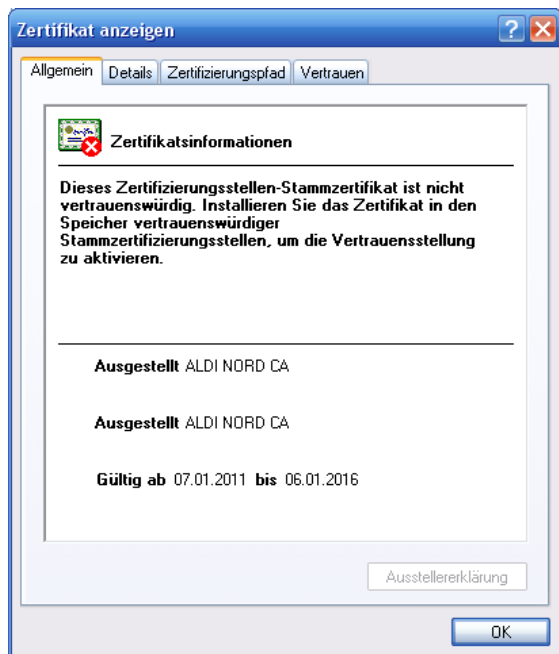 Zertifikat anzeigen
Allgemein Details Zertifizierungspfad Vertrauen
Zertifikatsinformationen
Dieses Zertifizierungsstellen-Stammzertifikat ist nicht
vertrauenswürdig. Installieren Sie das Zertifikat in den
Speicher vertrauenswürdiger
Stammzertifizierungsstellen, um die Vertrauensstellung
zu aktivieren.
Ausgestellt ALDI NORD CA
Ausgestellt ALDI NORD CA
Gültig ab 07.01.2011 bis 06.01.2016
Ausstellererklärung
OK